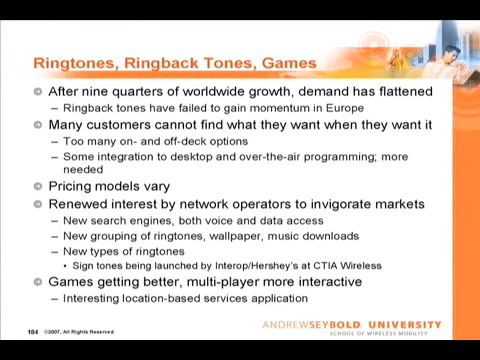 Ringtones, Ringback Tones, Games
After nine quarters of worldwide growth, demand has flattened
– Ringback tones have failed to gain momentum in Europe
Many customers cannot find what they want when they want it
– Too many on- and off-deck options
– Some integration to desktop and over-the-air programming; more
needed
Pricing models vary
Renewed interest by network operators to invigorate markets
– New search engines, both voice and data access
– New grouping of ringtones, wallpaper, music downloads
– New types of ringtones
• Sign tones being launched by Interop/Hershey's at CTIA Wireless
Games getting better, multi-player more interactive
– Interesting location-based services application
184 ©2007, All Rights Reserved
ANDREWSEYBOLD UNIVERSITY
SCHOOL OF WIRELESS MOBILITY